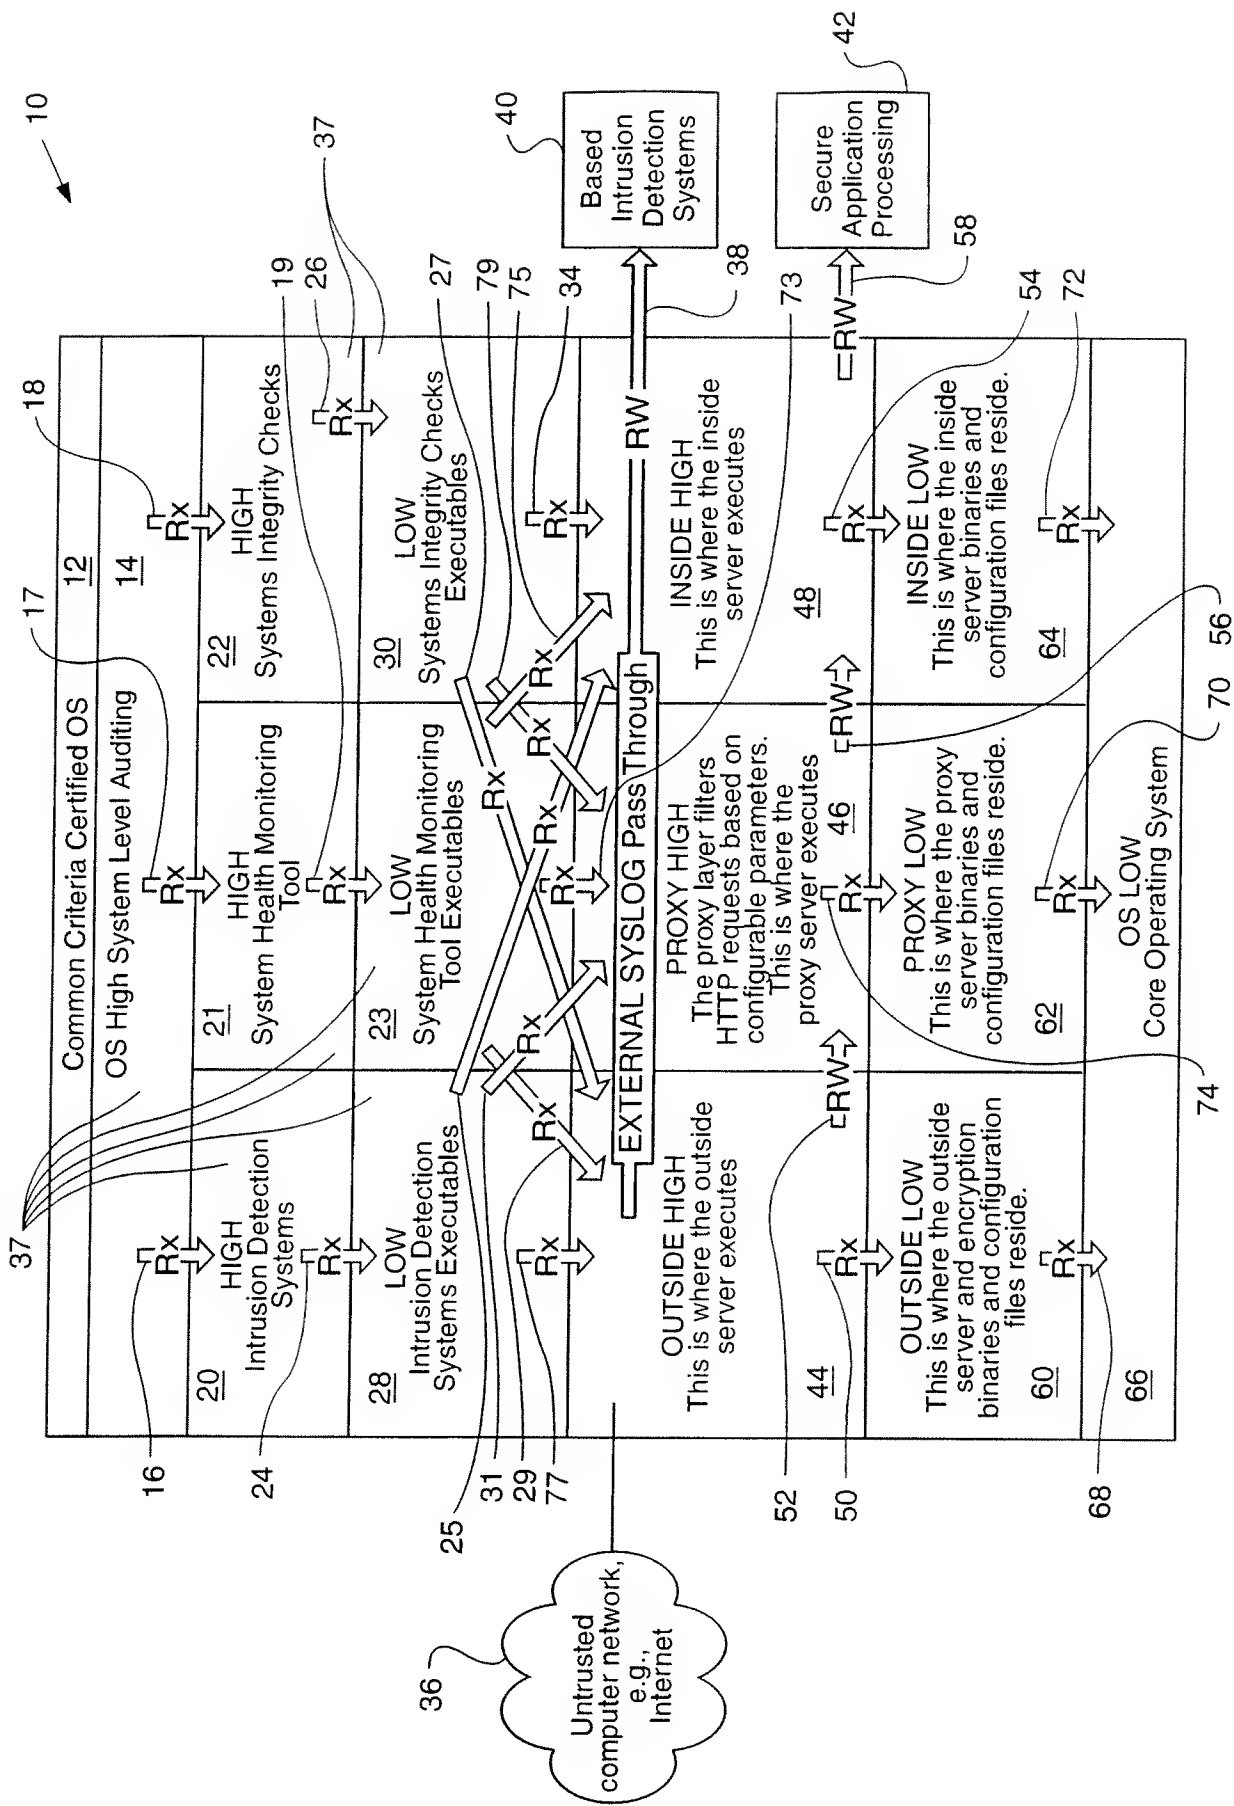 10
Common Criteria Certified OS
12
OS High System Level Auditing
14
37
16
Rx
17
Rx
18
Rx
20
HIGH
Intrusion Detection
Systems
21
HIGH
System Health Monitoring
Tool
22
HIGH
Systems Integrity Checks
24
Rx
19
Rx
26
Rx
37
28
LOW
Intrusion Detection
Systems Executables
23
LOW
System Health Monitoring
Tool Executables
30
LOW
Systems Integrity Checks
Executables
25
31
29
77
27
79
75
34
Rx
Rx
Rx
Rx
Rx
Rx
Rx
Rx
Rx
EXTERNAL SYSLOG Pass Through
RW
38
73
40
Based
Intrusion
Detection
Systems
36
Untrusted
computer network,
e.g.,
Internet
OUTSIDE HIGH
This is where the outside
server executes
44
PROXY HIGH
The proxy layer filters
HTTP requests based on
configurable parameters.
This is where the
proxy server executes
46
INSIDE HIGH
This is where the inside
server executes
48
52
RW
RW
RW
58
42
Secure
Application
Processing
50
Rx
Rx
Rx
54
56
74
OUTSIDE LOW
This is where the outside
server and encryption
binaries and configuration
files reside.
60
PROXY LOW
This is where the proxy
server binaries and
configuration files reside.
62
INSIDE LOW
This is where the inside
server binaries and
configuration files reside.
64
68
Rx
70
Rx
72
Rx
66
OS LOW
Core Operating System